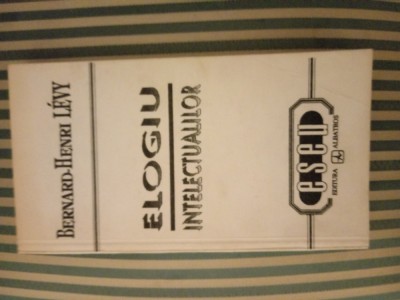 BERNARD-HENRI LÉVY
ELOGIU
INTELECTUALILOR
eseu
EDITURA ALBATROS